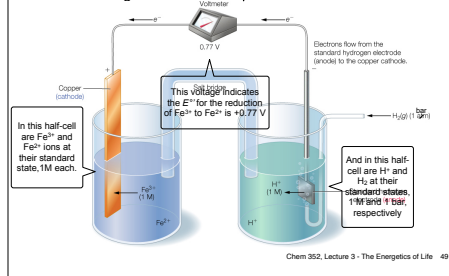 Voltmeter
e⁻
e⁻
0.77 V
Electrons flow from the
standard hydrogen electrode
(anode) to the copper cathode.
+
–
Copper
(cathode)
Salt bridge
This voltage indicates
the E°' for the reduction
of Fe³⁺ to Fe²⁺ is +0.77 V
bar
H₂(g) (1 atm)
In this half-cell
are Fe³⁺ and
Fe²⁺ ions at
their standard
state,1M each.
And in this half-
cell are H⁺ and
H₂ at their
standard states,
1 M and 1 bar,
respectively
Fe³⁺
(1 M)
H⁺
(1 M)
electrode (anode)
Fe²⁺
H⁺
Chem 352, Lecture 3 - The Energetics of Life 49